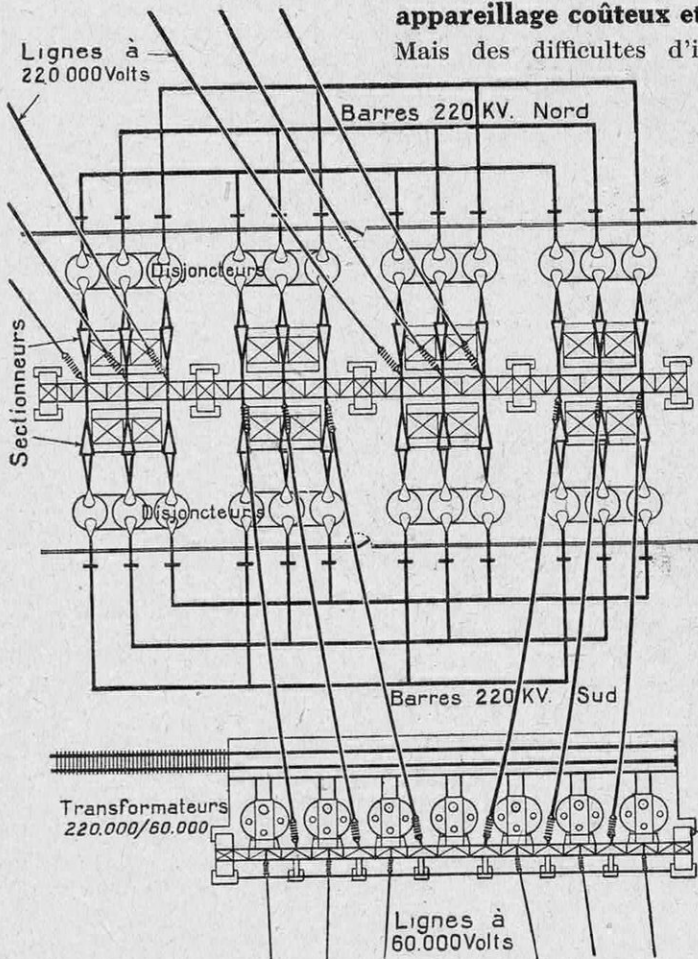 appareillage coûteux et
Mais des difficultes d'i
Lignes à
220 000 Volts
Barres 220 KV. Nord
Disjoncteurs
Sectionneurs
Disjoncteurs
Barres 220 KV. Sud
Transformateurs
220.000/60.000
Lignes à
60.000 Volts